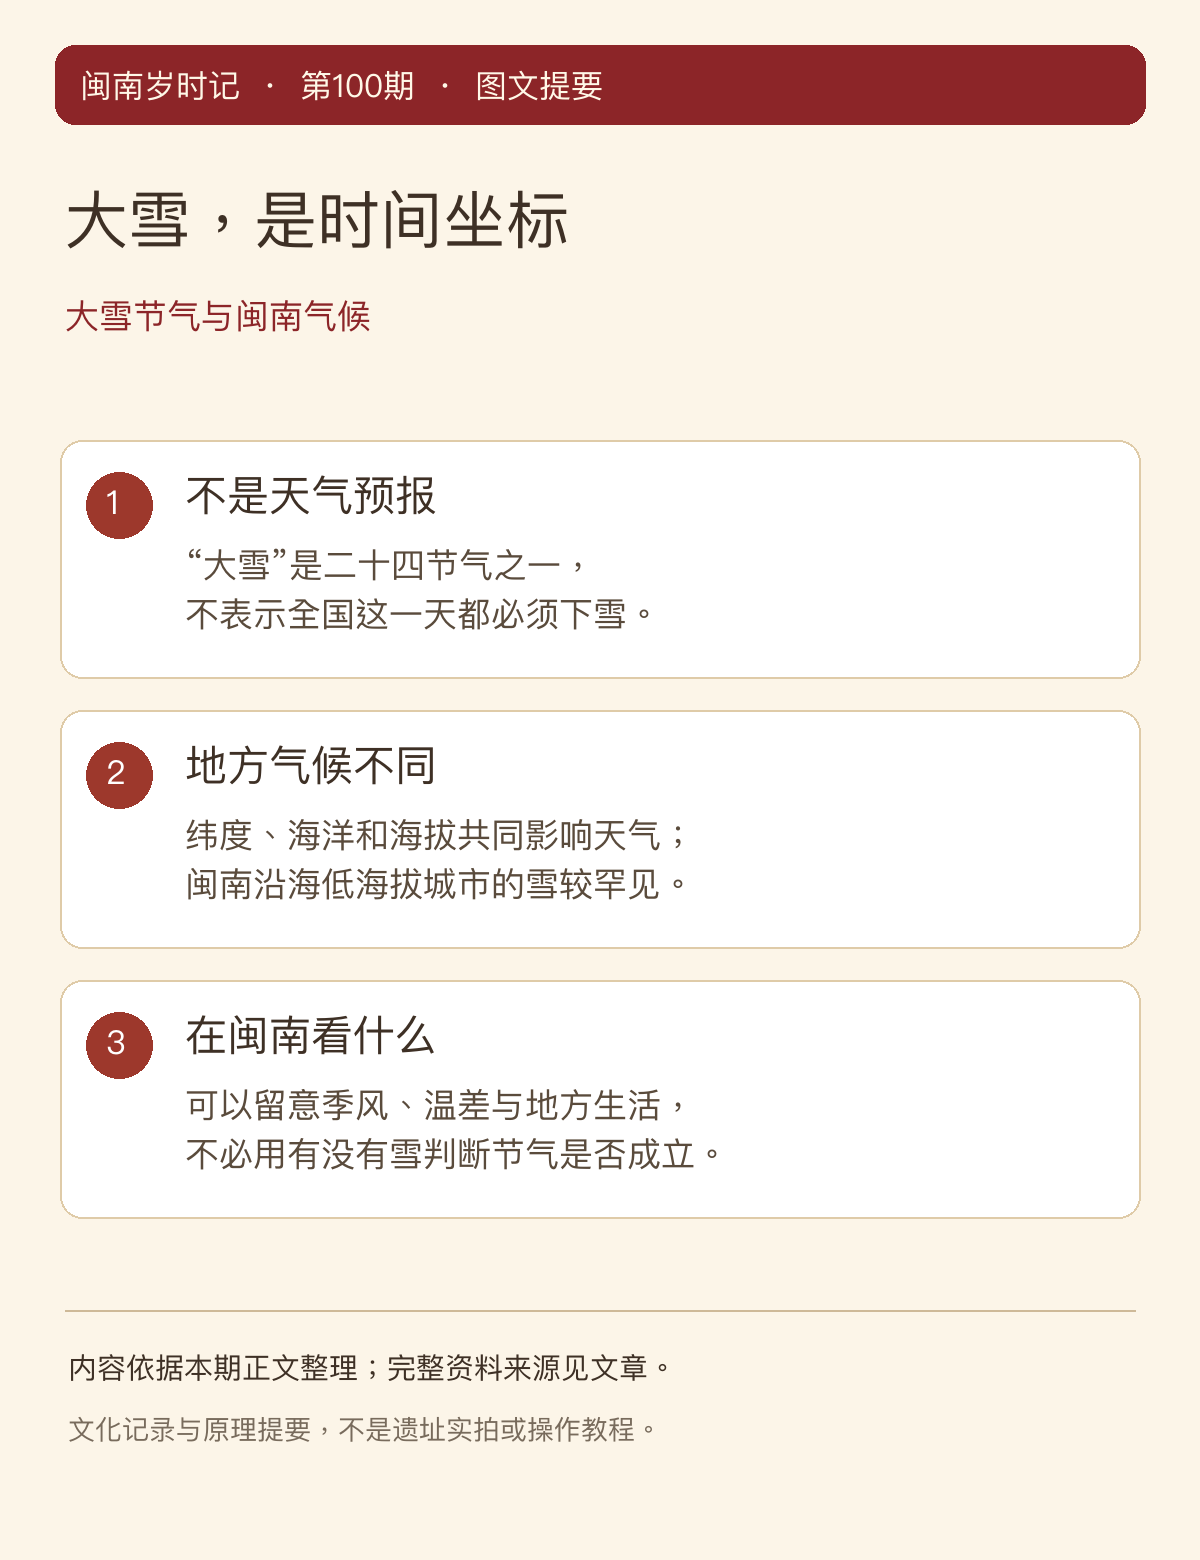 闽南岁时记 · 第100期 · 图文提要
大雪，是时间坐标
大雪节气与闽南气候
1 不是天气预报
“大雪”是二十四节气之一，
不表示全国这一天都必须下雪。
2 地方气候不同
纬度、海洋和海拔共同影响天气；
闽南沿海低海拔城市的雪较罕见。
3 在闽南看什么
可以留意季风、温差与地方生活，
不必用有没有雪判断节气是否成立。
内容依据本期正文整理；完整资料来源见文章。
文化记录与原理提要，不是遗址实拍或操作教程。